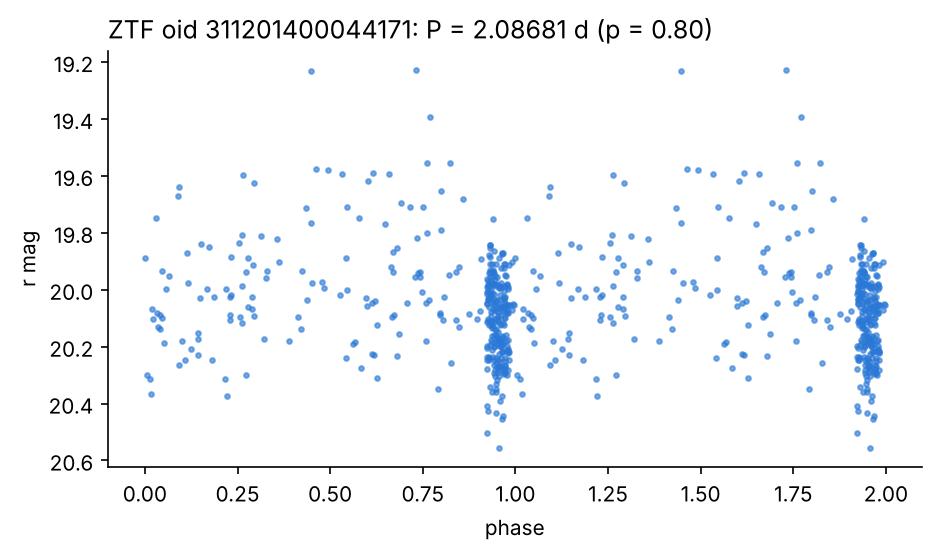 ZTF oid 311201400044171: P = 2.08681 d (p = 0.80)
19.2
19.4
19.6
19.8
20.0
20.2
20.4
20.6
r mag
0.00 0.25 0.50 0.75 1.00 1.25 1.50 1.75 2.00
phase